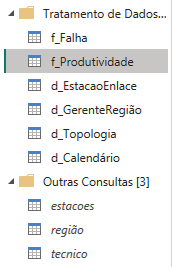 Tratamento de Dados...
f_Falha
f_Produtividade
d_EstacaoEnlace
d_GerenteRegião
d_Topologia
d_Calendário
Outras Consultas [3]
estacoes
região
tecnico